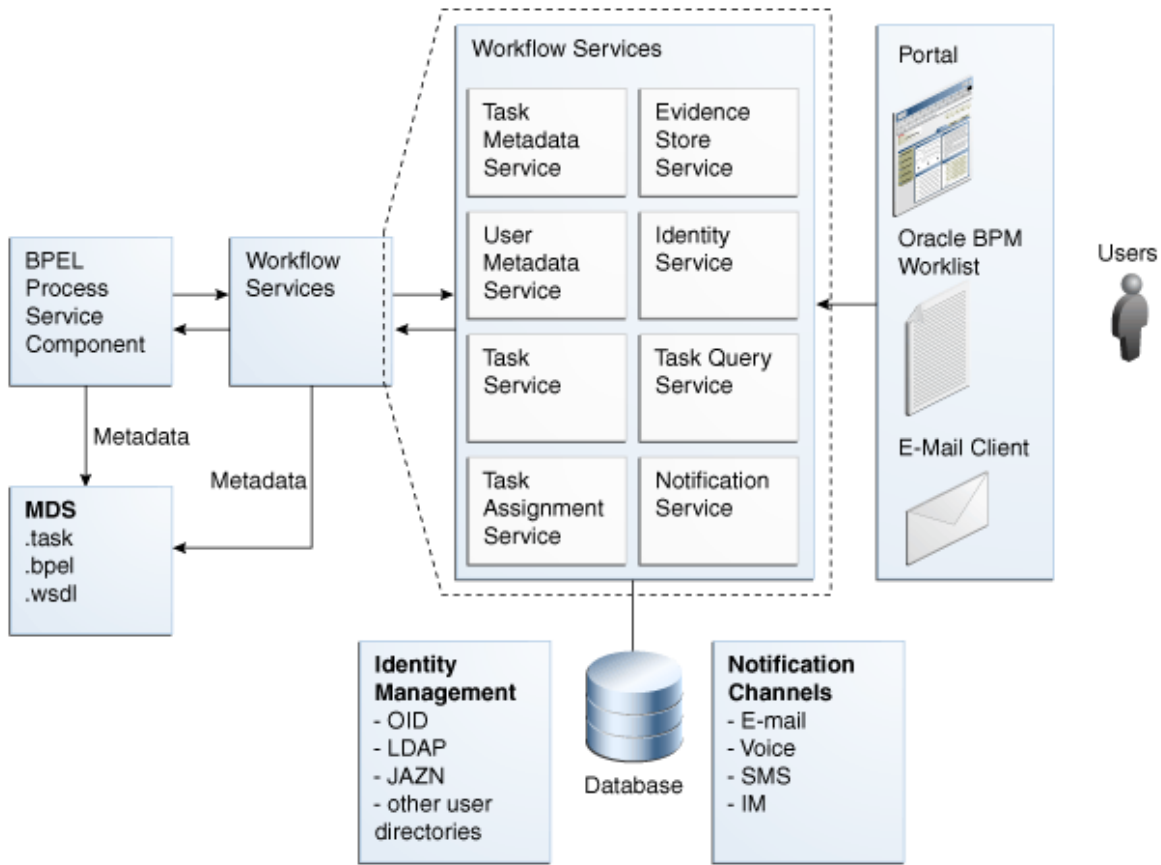 Workflow Services
Task
Metadata
Service
Evidence
Store
Service
User
Metadata
Service
Identity
Service
Task
Service
Task Query
Service
Task
Assignment
Service
Notification
Service
Portal
Oracle BPM
Worklist
E-Mail Client
Users
BPEL
Process
Service
Component
Workflow
Services
Metadata
Metadata
MDS
.task
.bpel
.wsdl
Identity
Management
- OID
- LDAP
- JAZN
- other user
directories
Database
Notification
Channels
- E-mail
- Voice
- SMS
- IM